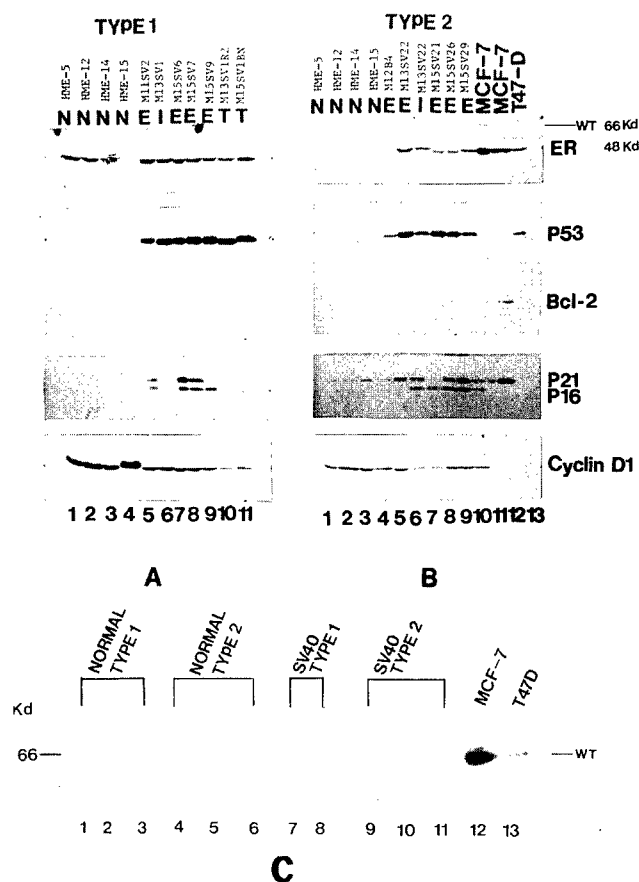 TYPE 1
HME-5 HME-12 HME-14 HME-15 M11SV2 M13SV1 M15SV6 M15SV7 M15SV9 M13SV1R2 M15SV1RN
N N N N E I E E E T T
TYPE 2
HME-5 HME-12 HME-14 HME-15 M12B4 M13SV22 M13SV22 M15SV21 M15SV26 M15SV29 MCF-7 MCF-7 T47-D
N N N N E E I E E E
WT 66Kd
ER 48Kd
P53
Bcl-2
P21
P16
Cyclin D1
1 2 3 4 5 6 7 8 9 10 11
1 2 3 4 5 6 7 8 9 10 11 12 13
A
B
NORMAL TYPE 1
NORMAL TYPE 2
SV40 TYPE 1
SV40 TYPE 2
MCF-7
T47D
Kd
66
WT
1 2 3 4 5 6 7 8 9 10 11 12 13
C